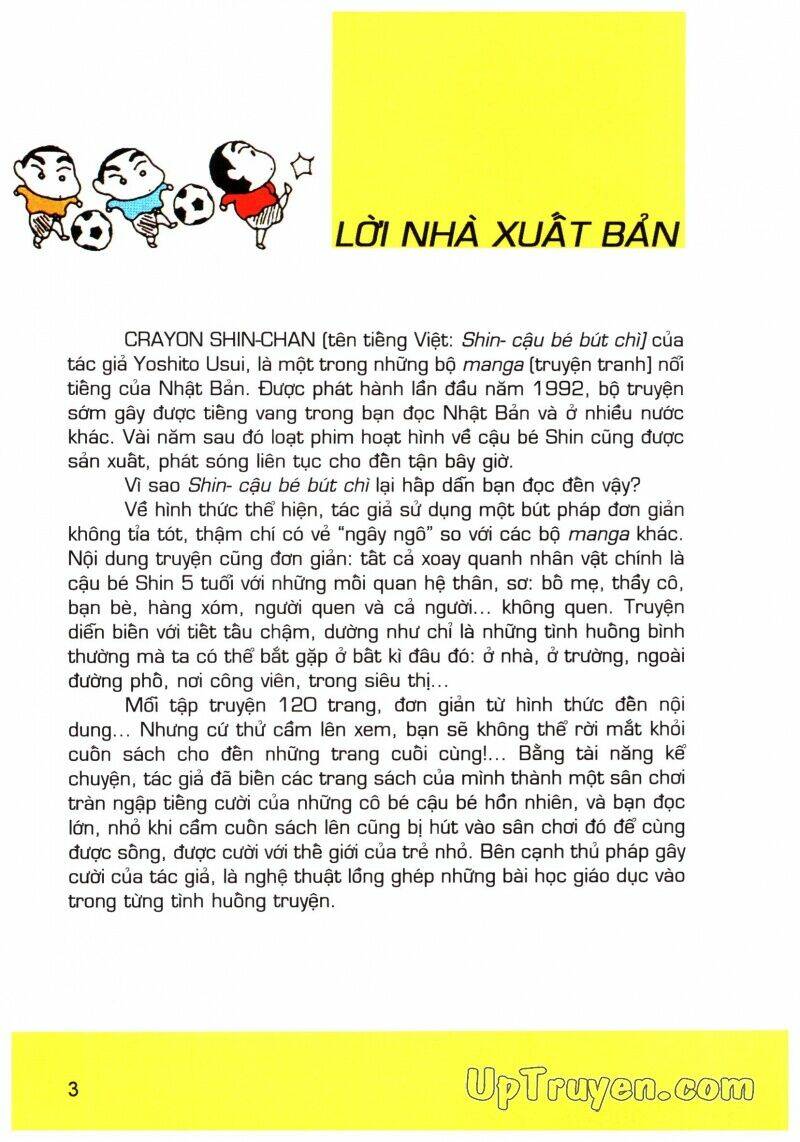 LỜI NHÀ XUẤT BẢN
CRAYON SHIN-CHAN (tên tiếng Việt: Shin- cậu bé bút chì) của
tác giả Yoshito Usui, là một trong những bộ manga (truyện tranh) nổi
tiếng của Nhật Bản. Được phát hành lần đầu năm 1992, bộ truyện
sớm gây được tiếng vang trong bạn đọc Nhật Bản và ở nhiều nước
khác. Vài năm sau đó loạt phim hoạt hình về cậu bé Shin cũng được
sản xuất, phát sóng liên tục cho đến tận bây giờ.
Vì sao Shin- cậu bé bút chì lại hấp dẫn bạn đọc đến vậy?
Về hình thức thể hiện, tác giả sử dụng một bút pháp đơn giản
không tỉa tót, thậm chí có vẻ “ngây ngô” so với các bộ manga khác.
Nội dung truyện cũng đơn giản: tất cả xoay quanh nhân vật chính là
cậu bé Shin 5 tuổi với những mối quan hệ thân, sơ: bố mẹ, thầy cô,
bạn bè, hàng xóm, người quen và cả người... không quen. Truyện
diễn biến với tiết tấu chậm, dường như chỉ là những tình huống bình
thường mà ta có thể bắt gặp ở bất kì đâu đó: ở nhà, ở trường, ngoài
đường phố, nơi công viên, trong siêu thị...
Mỗi tập truyện 120 trang, đơn giản từ hình thức đến nội
dung... Nhưng cứ thử cầm lên xem, bạn sẽ không thể rời mắt khỏi
cuốn sách cho đến những trang cuối cùng!... Bằng tài năng kể
chuyện, tác giả đã biến các trang sách của mình thành một sân chơi
tràn ngập tiếng cười của những cô bé cậu bé hồn nhiên, và bạn đọc
lớn, nhỏ khi cầm cuốn sách lên cũng bị hút vào sân chơi đó để cùng
được sống, được cười với thế giới của trẻ nhỏ. Bên cạnh thủ pháp gây
cười của tác giả, là nghệ thuật lồng ghép những bài học giáo dục vào
trong từng tình huống truyện.
3
UpTruyen.com